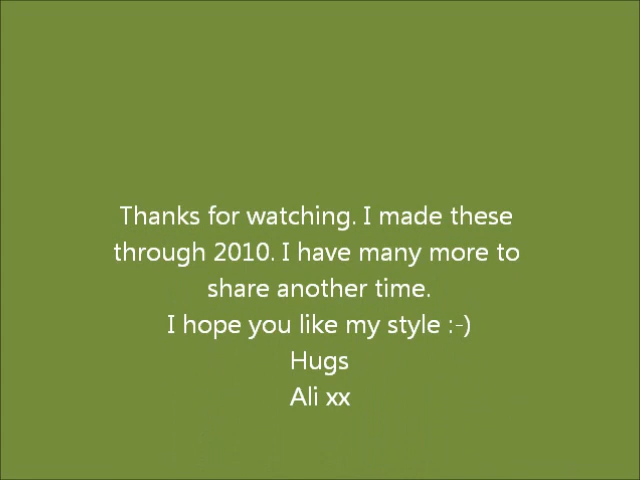 Thanks for watching. I made these
through 2010. I have many more to
share another time.
I hope you like my style :-)
Hugs
Ali xx